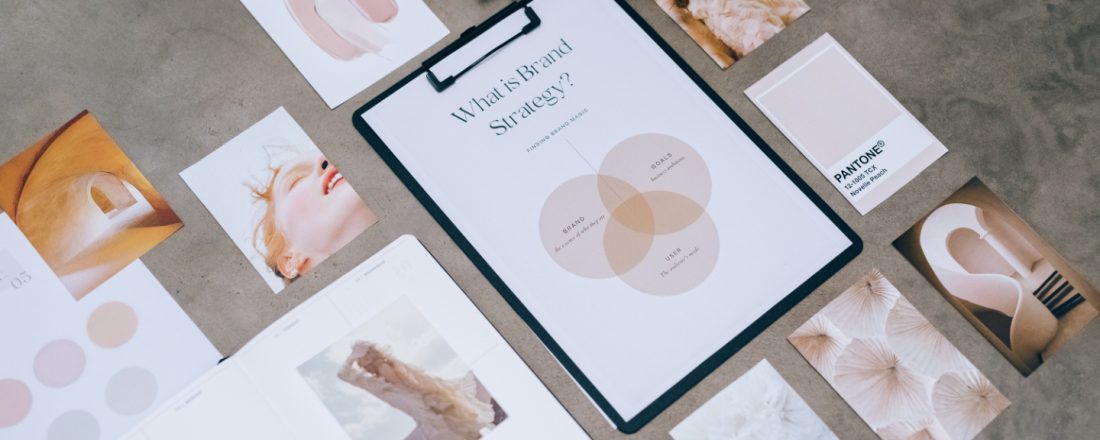 What is Brand
Strategy?
FINDING BRAND MAGIC
GOALS
business ambitions
BRAND
the essence of who they are
USER
The audience's needs
PANTONE®
12-1005 TCX
Novelle Peach
03